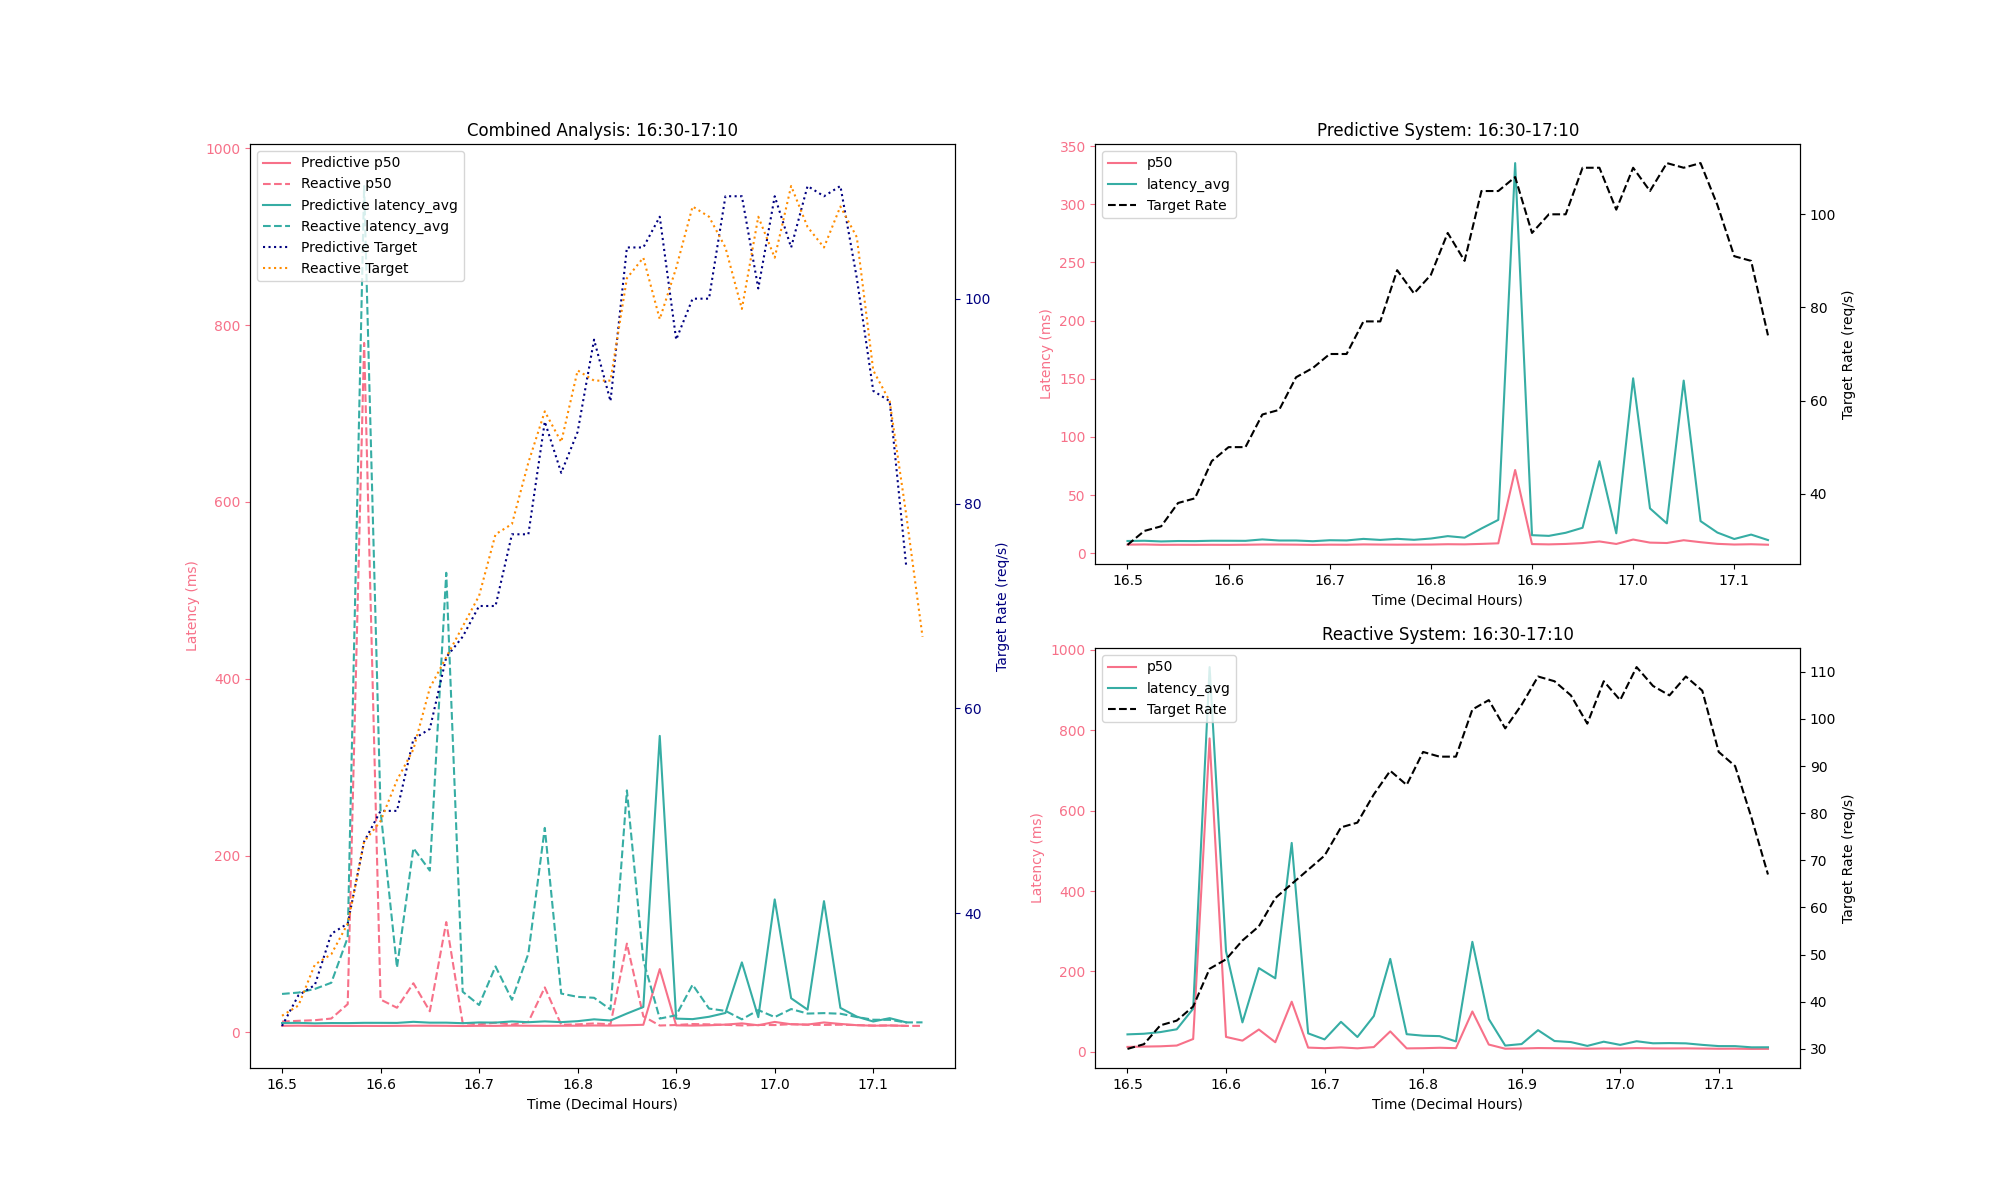 Combined Analysis: 16:30-17:10
Predictive p50
Reactive p50
Predictive latency_avg
Reactive latency_avg
Predictive Target
Reactive Target
1000
800
600
400
200
0
Latency (ms)
100
80
60
40
Target Rate (req/s)
16.5 16.6 16.7 16.8 16.9 17.0 17.1
Time (Decimal Hours)
Predictive System: 16:30-17:10
p50
latency_avg
Target Rate
350
300
250
200
150
100
50
0
Latency (ms)
100
80
60
40
Target Rate (req/s)
16.5 16.6 16.7 16.8 16.9 17.0 17.1
Time (Decimal Hours)
Reactive System: 16:30-17:10
p50
latency_avg
Target Rate
1000
800
600
400
200
0
Latency (ms)
110
100
90
80
70
60
50
40
30
Target Rate (req/s)
16.5 16.6 16.7 16.8 16.9 17.0 17.1
Time (Decimal Hours)